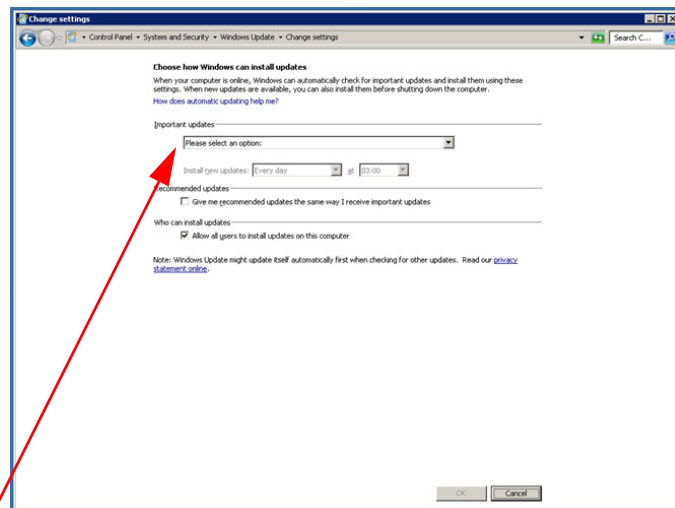 Change settings
Control Panel • System and Security • Windows Update • Change settings
Search C...
Choose how Windows can install updates
When your computer is online, Windows can automatically check for important updates and install them using these
settings. When new updates are available, you can also install them before shutting down the computer.
How does automatic updating help me?
Important updates
Please select an option:
Install new updates: Every day at 03:00
Recommended updates
Give me recommended updates the same way I receive important updates
Who can install updates
Allow all users to install updates on this computer
Note: Windows Update might update itself automatically first when checking for other updates. Read our privacy
statement online.
OK Cancel